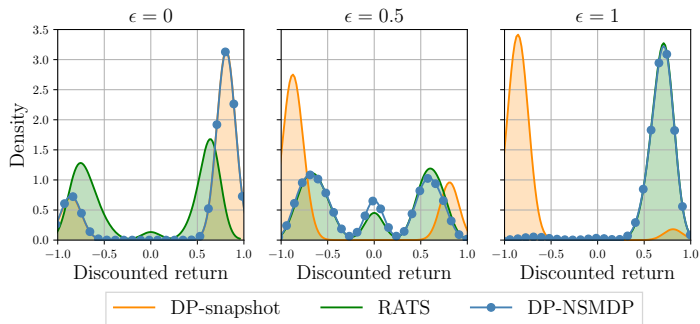 ϵ = 0
ϵ = 0.5
ϵ = 1
Density
3.5
3.0
2.5
2.0
1.5
1.0
0.5
0.0
−1.0 −0.5 0.0 0.5 1.0
−1.0 −0.5 0.0 0.5 1.0
−1.0 −0.5 0.0 0.5 1.0
Discounted return
Discounted return
Discounted return
DP-snapshot RATS DP-NSMDP